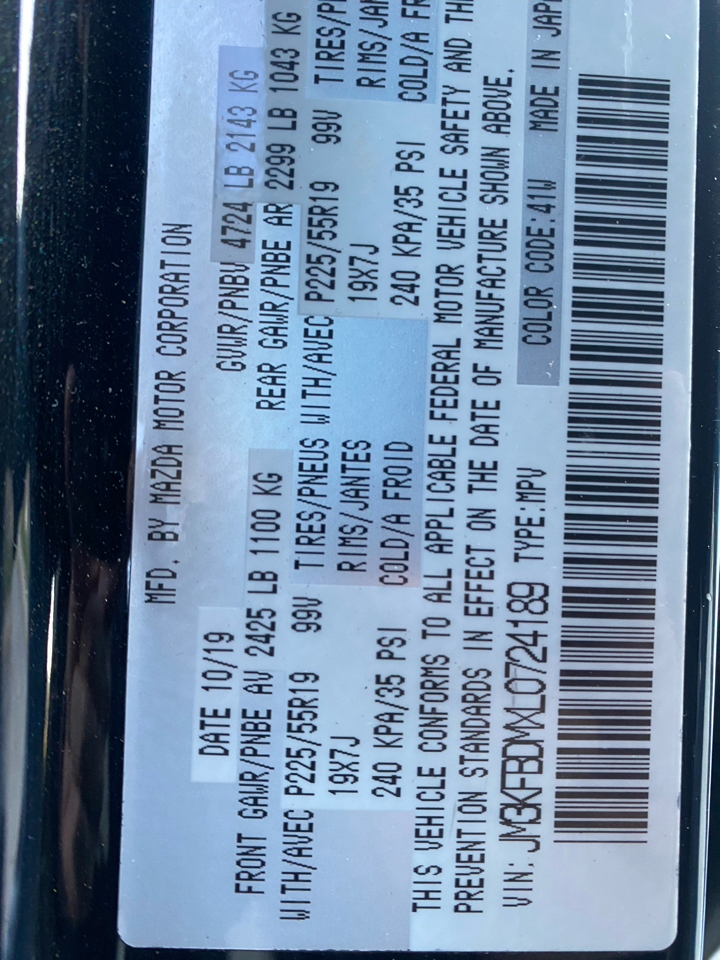 MFD. BY MAZDA MOTOR CORPORATION
DATE 10/19 GVWR/PNBV 4724 LB 2143 KG
FRONT GAWR/PNBE AV 2425 LB 1100 KG REAR GAWR/PNBE AR 2299 LB 1043 KG
WITH/AVEC P225/55R19 99V TIRES/PNEUS WITH/AVEC P225/55R19 99V
19X7J RIMS/JANTES 19X7J
240 KPA/35 PSI COLD/A FROID 240 KPA/35 PSI
THIS VEHICLE CONFORMS TO ALL APPLICABLE FEDERAL MOTOR VEHICLE SAFETY AND
PREVENTION STANDARDS IN EFFECT ON THE DATE OF MANUFACTURE SHOWN ABOVE.
VIN: JM3KFBDMXL0724189 TYPE:MPV COLOR CODE:41W MADE IN